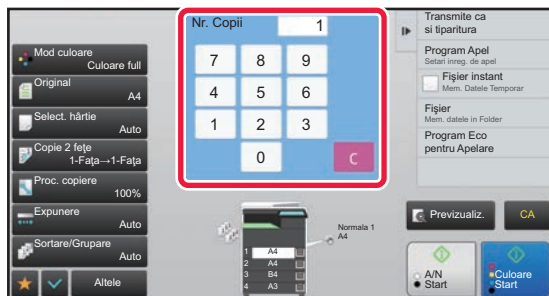 Mod culoare
Culoare full
Original
A4
Select. hârtie
Auto
Copie 2 feţe
1-Faţa→1-Faţa
Proc. copiere
100%
Expunere
Auto
Sortare/Grupare
Auto
Altele
Nr. Copii
1
7 8 9
4 5 6
1 2 3
0 C
1 A4
2 A4
3 B4
4 A3
Normala 1
A4
Transmite ca
si tiparitura
Program Apel
Setari inreg. de apel
Fişier instant
Mem. Datele Temporar
Fişier
Mem. datele in Folder
Program Eco
pentru Apelare
Previzualiz.
CA
A/N
Start
Culoare
Start